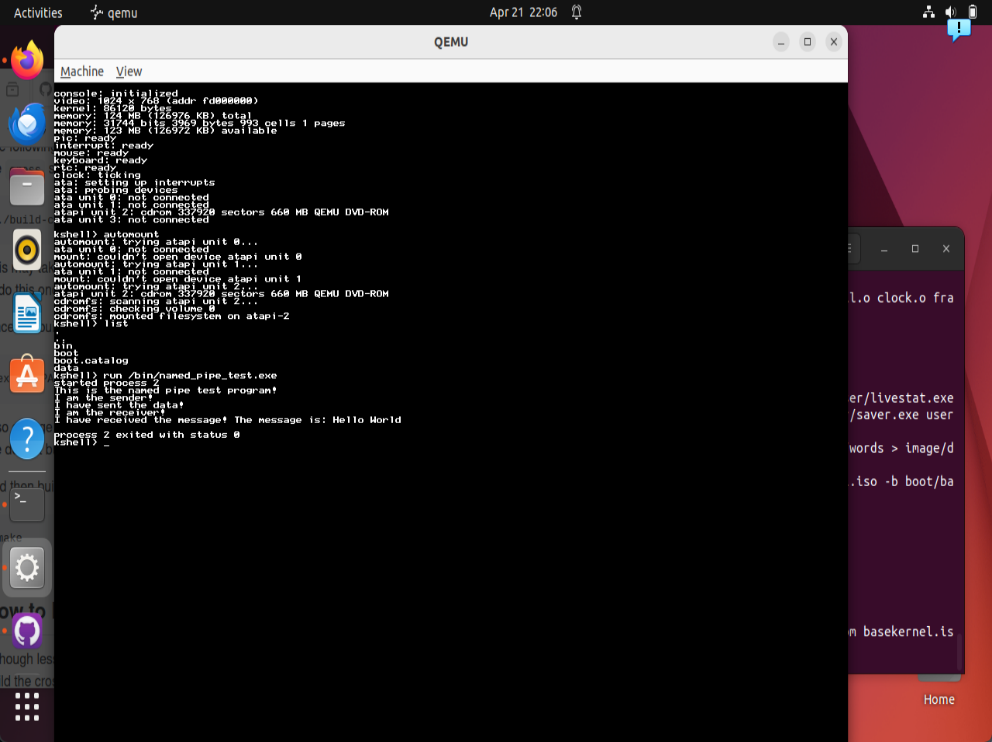 Activities
qemu
Apr 21 22:06
QEMU
Machine View
console: initialized
video: 1024 x 768 (addr fd000000)
kernel: 86120 bytes
memory: 124 MB (126976 KB) total
memory: 31744 bits 3969 bytes 993 cells 1 pages
memory: 123 MB (126972 KB) available
pic: ready
interrupt: ready
mouse: ready
keyboard: ready
rtc: ready
clock: ticking
ata: setting up interrupts
ata: probing devices
ata unit 0: not connected
ata unit 1: not connected
atapi unit 2: cdrom 337920 sectors 660 MB QEMU DVD-ROM
ata unit 3: not connected
kshell> automount
automount: trying atapi unit 0...
ata unit 0: not connected
mount: couldn't open device atapi unit 0
automount: trying atapi unit 1...
ata unit 1: not connected
mount: couldn't open device atapi unit 1
automount: trying atapi unit 2...
atapi unit 2: cdrom 337920 sectors 660 MB QEMU DVD-ROM
cdromfs: scanning atapi unit 2...
cdromfs: checking volume 0
cdromfs: mounted filesystem on atapi-2
kshell> list
.
..
bin
boot
boot.catalog
data
kshell> run /bin/named_pipe_test.exe
started process 2
This is the named pipe test program!
I am the sender!
I have sent the data!
I am the receiver!
I have received the message! The message is: Hello World
process 2 exited with status 0
kshell> _
l.o clock.o fra
er/livestat.exe
/saver.exe user
words > image/d
.iso -b boot/ba
m basekernel.is
Home